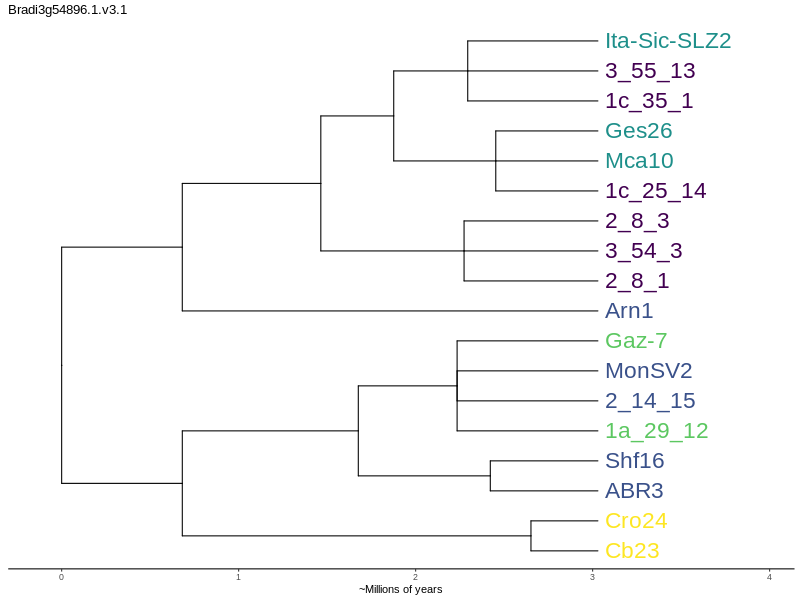 Bradi3g54896.1.v3.1
Ita-Sic-SLZ2
3_55_13
1c_35_1
Ges26
Mca10
1c_25_14
2_8_3
3_54_3
2_8_1
Arn1
Gaz-7
MonSV2
2_14_15
1a_29_12
Shf16
ABR3
Cro24
Cb23
0 1 2 3 4
~Millions of years